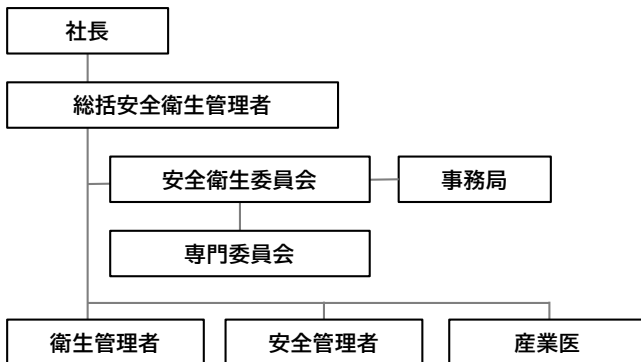 社長
総括安全衛生管理者
安全衛生委員会
事務局
専門委員会
衛生管理者
安全管理者
産業医